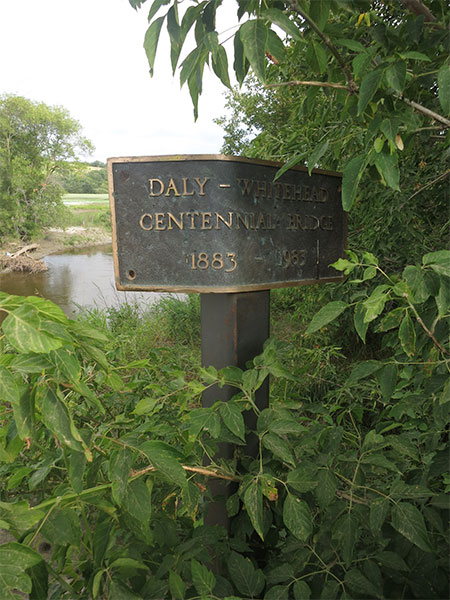 DALY - WHITEHEAD
CENTENNIAL BRIDGE
1883 - 1983